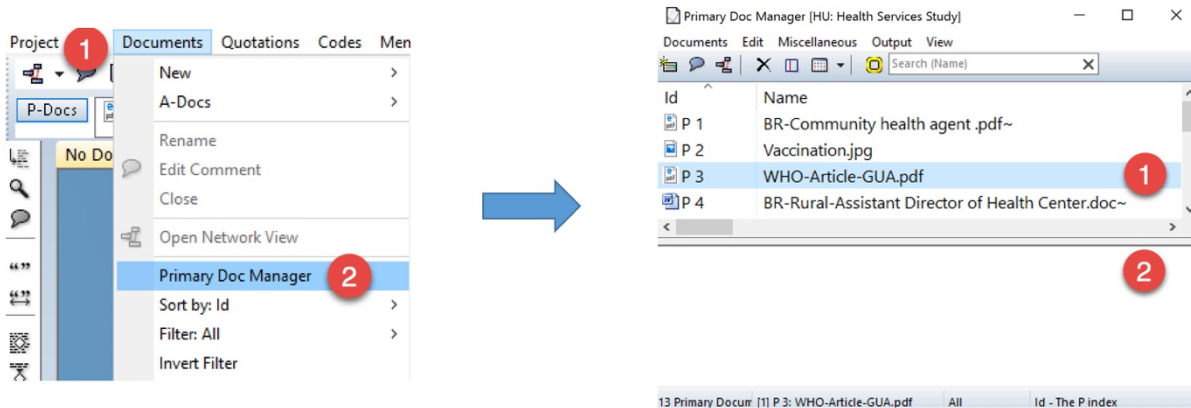 Project
1
Documents Quotations Codes Men
P-Docs
No Do
New
A-Docs
Rename
Edit Comment
Close
Open Network View
Primary Doc Manager
2
Sort by: Id
Filter: All
Invert Filter
Primary Doc Manager [HU: Health Services Study]
Documents Edit Miscellaneous Output View
Search (Name)
Id Name
P 1 BR-Community health agent .pdf~
P 2 Vaccination.jpg
P 3 WHO-Article-GUA.pdf
1
P 4 BR-Rural-Assistant Director of Health Center.doc~
2
13 Primary Docum [1] P 3: WHO-Article-GUA.pdf All Id - The P index